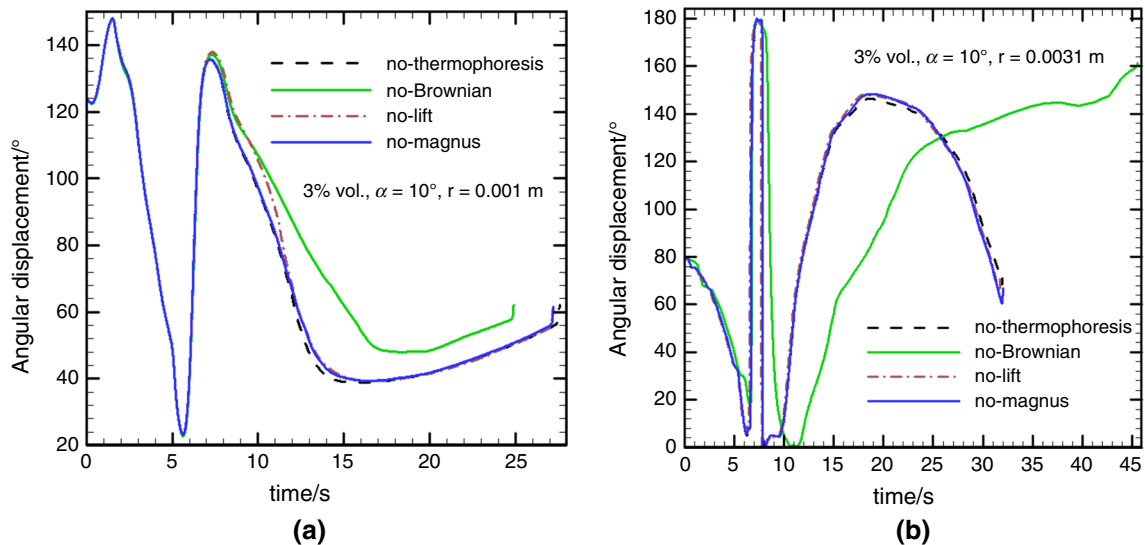 140
120
100
80
60
40
20
Angular displacement/°
no-thermophoresis
no-Brownian
no-lift
no-magnus
3% vol., α = 10°, r = 0.001 m
0 5 10 15 20 25
time/s
(a)
180
160
140
120
100
80
60
40
20
0
Angular displacement/°
3% vol., α = 10°, r = 0.0031 m
no-thermophoresis
no-Brownian
no-lift
no-magnus
0 5 10 15 20 25 30 35 40 45
time/s
(b)